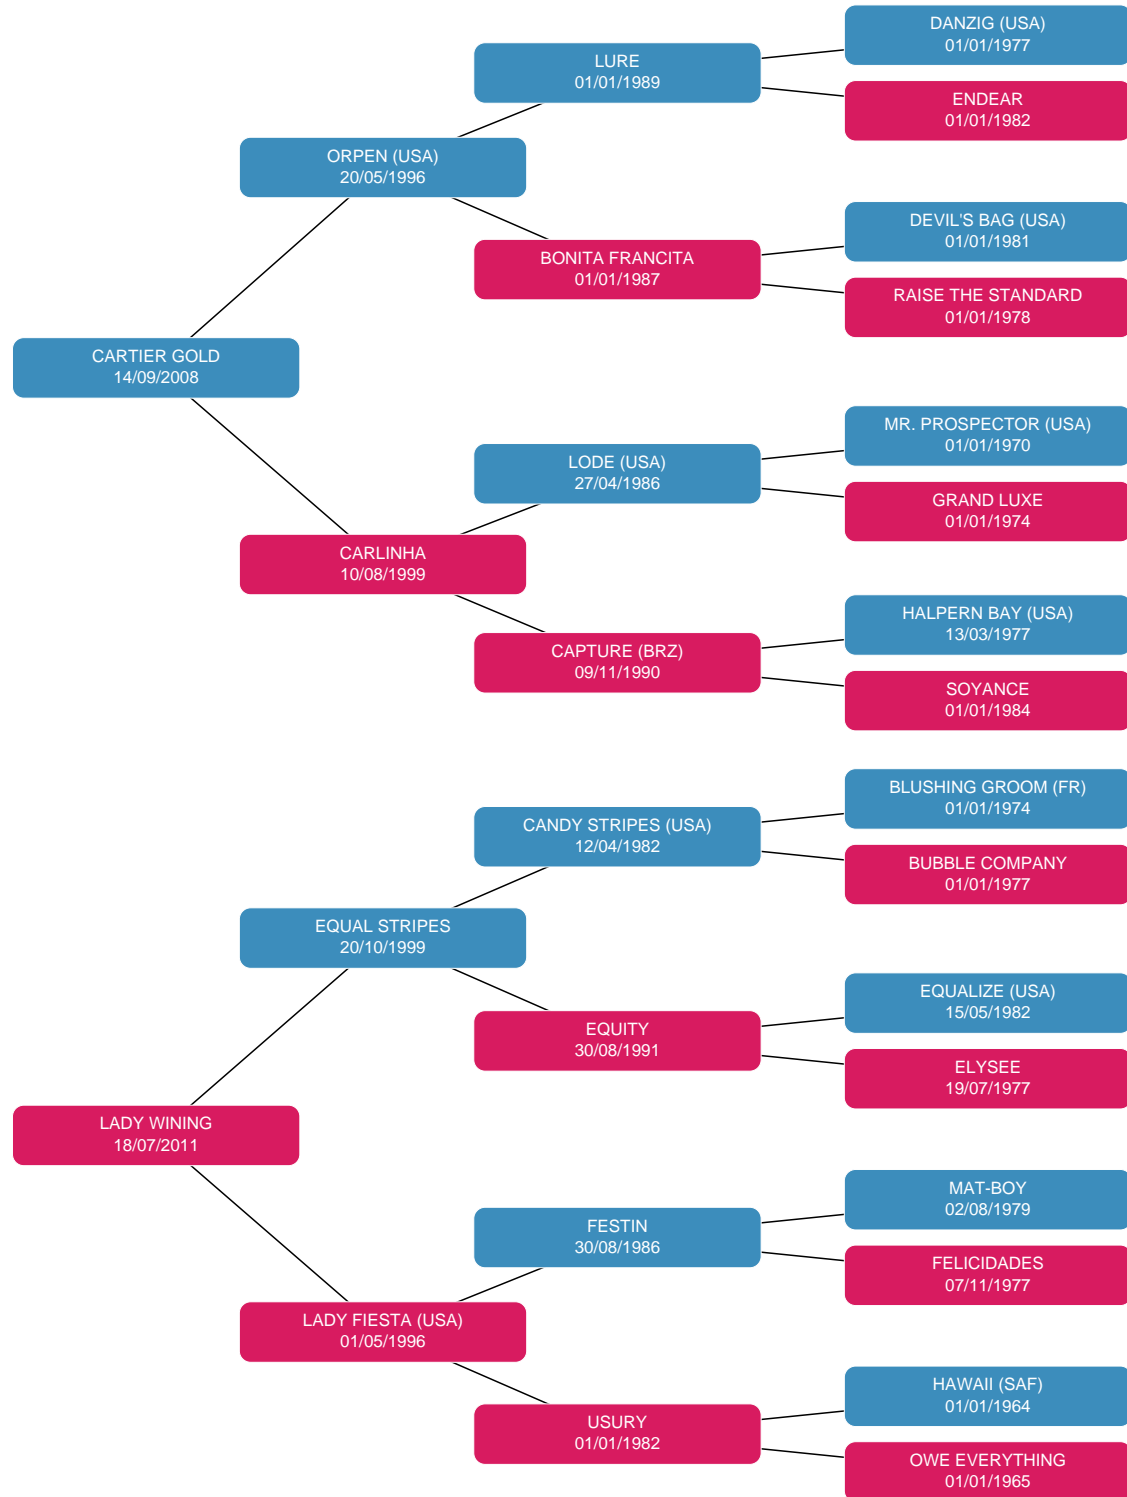 DANZIG (USA)
01/01/1977
LURE
01/01/1989
ENDEAR
01/01/1982
ORPEN (USA)
20/05/1996
DEVIL'S BAG (USA)
01/01/1981
BONITA FRANCITA
01/01/1987
RAISE THE STANDARD
01/01/1978
CARTIER GOLD
14/09/2008
MR. PROSPECTOR (USA)
01/01/1970
LODE (USA)
27/04/1986
GRAND LUXE
01/01/1974
CARLINHA
10/08/1999
HALPERN BAY (USA)
13/03/1977
CAPTURE (BRZ)
09/11/1990
SOYANCE
01/01/1984
BLUSHING GROOM (FR)
01/01/1974
CANDY STRIPES (USA)
12/04/1982
BUBBLE COMPANY
01/01/1977
EQUAL STRIPES
20/10/1999
EQUALIZE (USA)
15/05/1982
EQUITY
30/08/1991
ELYSEE
19/07/1977
LADY WINING
18/07/2011
MAT-BOY
02/08/1979
FESTIN
30/08/1986
FELICIDADES
07/11/1977
LADY FIESTA (USA)
01/05/1996
HAWAII (SAF)
01/01/1964
USURY
01/01/1982
OWE EVERYTHING
01/01/1965